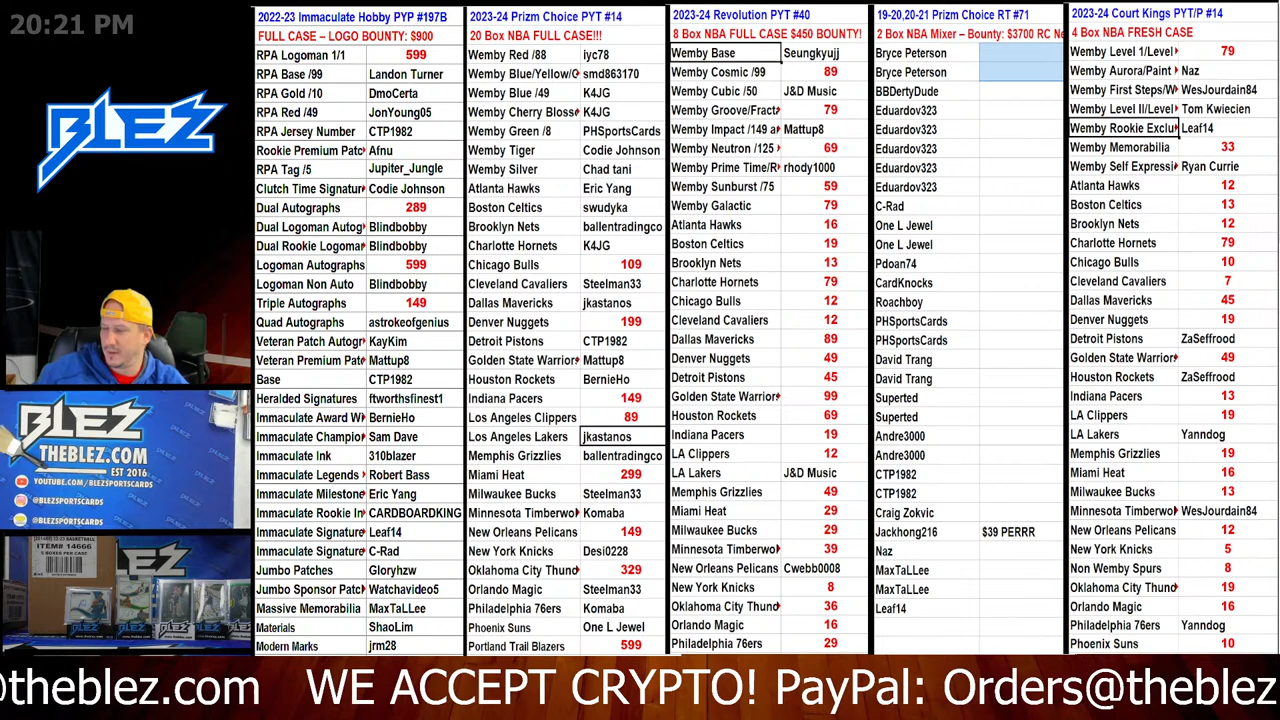 20:21 PM
BLEZ
BLEZ
THEBLEZ.COM
EST 2016
YOUTUBE.COM/BLEZSPORTSCARDS
@BLEZSPORTSCARDS
@BLEZSPORTSCARDS
ITEM# 14666
BLEZ
2022-23 Immaculate Hobby PYP #197B
FULL CASE – LOGO BOUNTY: $900
RPA Logoman 1/1 599
RPA Base /99 Landon Turner
RPA Gold /10 DmoCerta
RPA Red /49 JonYoung05
RPA Jersey Number CTP1982
Rookie Premium Patc Afnu
RPA Tag /5 Jupiter_Jungle
Clutch Time Signatur Codie Johnson
Dual Autographs 289
Dual Logoman Autog Blindbobby
Dual Rookie Logoma Blindbobby
Logoman Autographs 599
Logoman Non Auto Blindbobby
Triple Autographs 149
Quad Autographs astrokeofgenius
Veteran Patch Autogr KayKim
Veteran Premium Pat Mattup8
Base CTP1982
Heralded Signatures ftworthsfinest1
Immaculate Award W BernieHo
Immaculate Champio Sam Dave
Immaculate Ink 310blazer
Immaculate Legends Robert Bass
Immaculate Milestone Eric Yang
Immaculate Rookie In CARDBOARDKING
Immaculate Signature Leaf14
Immaculate Signature C-Rad
Jumbo Patches Gloryhzw
Jumbo Sponsor Patc Watchavideo5
Massive Memorabilia MaxTaLLee
Materials ShaoLim
Modern Marks jrm28
2023-24 Prizm Choice PYT #14
20 Box NBA FULL CASE!!!
Wemby Red /88 iyc78
Wemby Blue/Yellow/G smd863170
Wemby Blue /49 K4JG
Wemby Cherry Bloss K4JG
Wemby Green /8 PHSportsCards
Wemby Tiger Codie Johnson
Wemby Silver Chad tani
Atlanta Hawks Eric Yang
Boston Celtics swudyka
Brooklyn Nets ballentradingco
Charlotte Hornets K4JG
Chicago Bulls 109
Cleveland Cavaliers Steelman33
Dallas Mavericks jkastanos
Denver Nuggets 199
Detroit Pistons CTP1982
Golden State Warrior Mattup8
Houston Rockets BernieHo
Indiana Pacers 149
Los Angeles Clippers 89
Los Angeles Lakers jkastanos
Memphis Grizzlies ballentradingco
Miami Heat 299
Milwaukee Bucks Steelman33
Minnesota Timberwo Komaba
New Orleans Pelicans 149
New York Knicks Desi0228
Oklahoma City Thund 329
Orlando Magic Steelman33
Philadelphia 76ers Komaba
Phoenix Suns One L Jewel
Portland Trail Blazers 599
2023-24 Revolution PYT #40
8 Box NBA FULL CASE $450 BOUNTY!
Wemby Base Seungkyujj
Wemby Cosmic /99 89
Wemby Cubic /50 J&D Music
Wemby Groove/Fract 79
Wemby Impact /149 a Mattup8
Wemby Neutron /125 69
Wemby Prime Time/R rhody1000
Wemby Sunburst /75 59
Wemby Galactic 79
Atlanta Hawks 16
Boston Celtics 19
Brooklyn Nets 13
Charlotte Hornets 79
Chicago Bulls 12
Cleveland Cavaliers 12
Dallas Mavericks 89
Denver Nuggets 49
Detroit Pistons 45
Golden State Warrior 99
Houston Rockets 69
Indiana Pacers 19
LA Clippers 12
LA Lakers J&D Music
Memphis Grizzlies 49
Miami Heat 29
Milwaukee Bucks 29
Minnesota Timberwo 39
New Orleans Pelicans Cwebb0008
New York Knicks 8
Oklahoma City Thund 36
Orlando Magic 16
Philadelphia 76ers 29
19-20,20-21 Prizm Choice RT #71
2 Box NBA Mixer – Bounty: $3700 RC Ne
Bryce Peterson
Bryce Peterson
BBDertyDude
Eduardov323
Eduardov323
Eduardov323
Eduardov323
Eduardov323
C-Rad
One L Jewel
One L Jewel
Pdoan74
CardKnocks
Roachboy
PHSportsCards
PHSportsCards
David Trang
David Trang
Superted
Superted
Andre3000
Andre3000
CTP1982
CTP1982
Craig Zokvic
Jackhong216 $39 PERRR
Naz
MaxTaLLee
MaxTaLLee
Leaf14
2023-24 Court Kings PYT/P #14
4 Box NBA FRESH CASE
Wemby Level 1/Level 79
Wemby Aurora/Paint Naz
Wemby First Steps/W WesJourdain84
Wemby Level II/Level Tom Kwiecien
Wemby Rookie Exclu Leaf14
Wemby Memorabilia 33
Wemby Self Expressi Ryan Currie
Atlanta Hawks 12
Boston Celtics 13
Brooklyn Nets 12
Charlotte Hornets 79
Chicago Bulls 10
Cleveland Cavaliers 7
Dallas Mavericks 45
Denver Nuggets 19
Detroit Pistons ZaSeffrood
Golden State Warrior 49
Houston Rockets ZaSeffrood
Indiana Pacers 13
LA Clippers 19
LA Lakers Yanndog
Memphis Grizzlies 19
Miami Heat 16
Milwaukee Bucks 13
Minnesota Timberwo WesJourdain84
New Orleans Pelicans 12
New York Knicks 5
Non Wemby Spurs 8
Oklahoma City Thund 19
Orlando Magic 16
Philadelphia 76ers Yanndog
Phoenix Suns 10
@theblez.com WE ACCEPT CRYPTO! PayPal: Orders@theblez